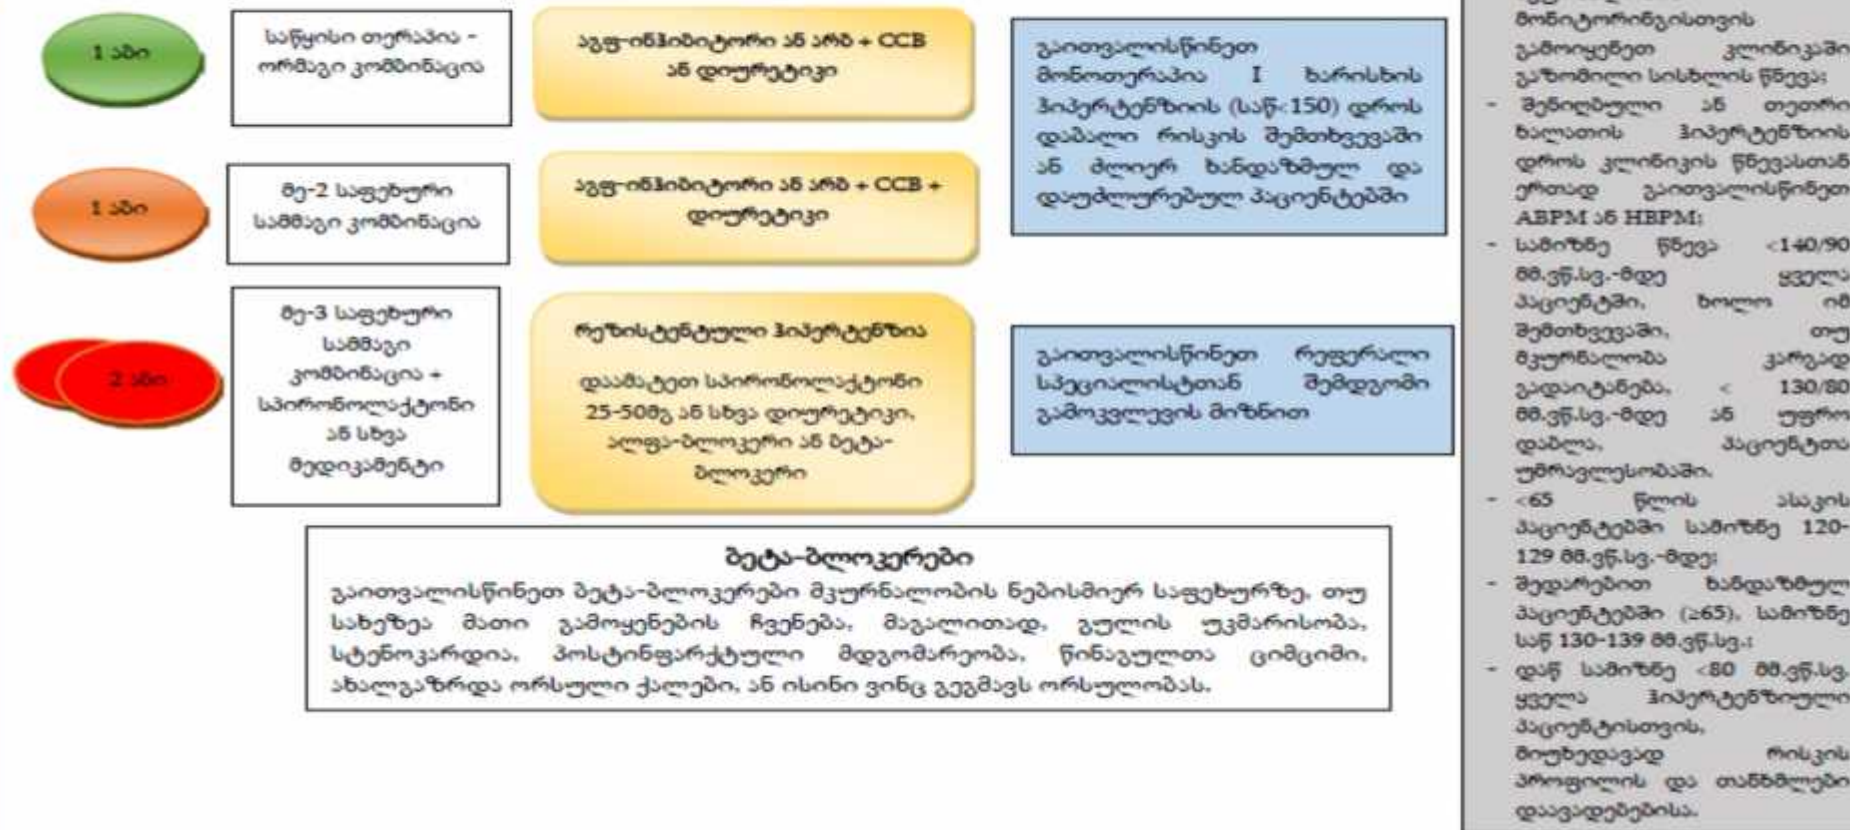 1 აბი
საწყისი თერაპია -
ორმაგი კომბინაცია
აგფ-ინჰიბიტორი ან არბ + CCB
ან დიურეტიკი
გაითვალისწინეთ
მონოთერაპია I ხარისხის
ჰიპერტენზიის (საწ<150) დროს
დაბალი რისკის შემთხვევაში
ან ძლიერ ხანდაზმულ და
დაუძლურებულ პაციენტებში
1 აბი
მე-2 საფეხური
სამმაგი კომბინაცია
აგფ-ინჰიბიტორი ან არბ + CCB +
დიურეტიკი
2 აბი
მე-3 საფეხური
სამმაგი
კომბინაცია +
სპირონოლაქტონი
ან სხვა
მედიკამენტი
რეზისტენტული ჰიპერტენზია
დაამატეთ სპირონოლაქტონი
25-50მგ ან სხვა დიურეტიკი,
ალფა-ბლოკერი ან ბეტა-
ბლოკერი
გაითვალისწინეთ რეფერალი
სპეციალისტთან შემდგომი
გამოკვლევის მიზნით
ბეტა-ბლოკერები
გაითვალისწინეთ ბეტა-ბლოკერები მკურნალობის ნებისმიერ საფეხურზე, თუ
სახეზეა მათი გამოყენების ჩვენება, მაგალითად, გულის უკმარისობა,
სტენოკარდია, პოსტინფარქტული მდგომარეობა, წინაგულთა ციმციმი,
ახალგაზრდა ორსული ქალები, ან ისინი ვინც გეგმავს ორსულობას.
მონიტორინგისთვის
გამოიყენეთ კლინიკაში
გაზომილი სისხლის წნევა;
- შენიღბული ან თეთრი
ხალათის ჰიპერტენზიის
დროს კლინიკის წნევასთან
ერთად გაითვალისწინეთ
ABPM ან HBPM;
- სამიზნე წნევა <140/90
მმ.ვწ.სვ.-მდე ყველა
პაციენტში, ხოლო იმ
შემთხვევაში, თუ
მკურნალობა კარგად
გადაიტანება, < 130/80
მმ.ვწ.სვ.-მდე ან უფრო
დაბლა, პაციენტთა
უმრავლესობაში.
- <65 წლის ასაკის
პაციენტებში სამიზნე 120-
129 მმ.ვწ.სვ.-მდე;
- შედარებით ხანდაზმულ
პაციენტებში (≥65), სამიზნე
საწ 130-139 მმ.ვწ.სვ.;
- დაწ სამიზნე <80 მმ.ვწ.სვ.
ყველა ჰიპერტენზიული
პაციენტისთვის,
მიუხედავად რისკის
პროფილის და თანხმლები
დაავადებებისა.